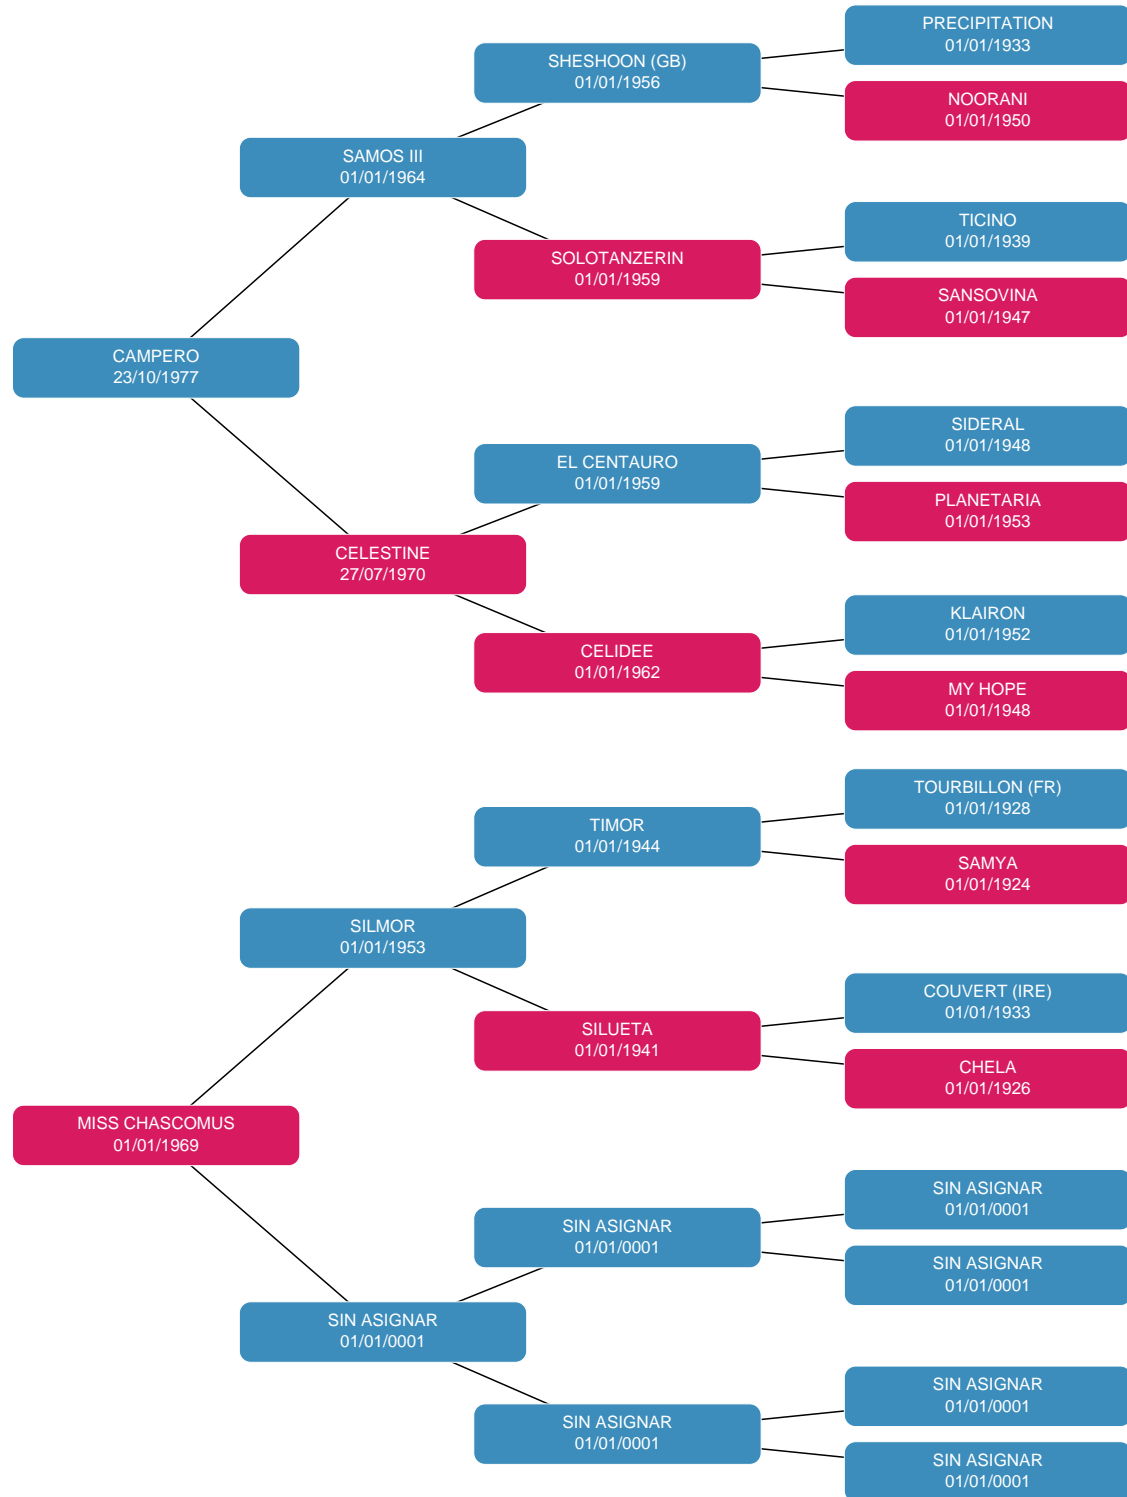 PRECIPITATION
01/01/1933
SHESHOON (GB)
01/01/1956
NOORANI
01/01/1950
SAMOS III
01/01/1964
TICINO
01/01/1939
SOLOTANZERIN
01/01/1959
SANSOVINA
01/01/1947
CAMPERO
23/10/1977
SIDERAL
01/01/1948
EL CENTAURO
01/01/1959
PLANETARIA
01/01/1953
CELESTINE
27/07/1970
KLAIRON
01/01/1952
CELIDEE
01/01/1962
MY HOPE
01/01/1948
TOURBILLON (FR)
01/01/1928
TIMOR
01/01/1944
SAMYA
01/01/1924
SILMOR
01/01/1953
COUVERT (IRE)
01/01/1933
SILUETA
01/01/1941
CHELA
01/01/1926
MISS CHASCOMUS
01/01/1969
SIN ASIGNAR
01/01/0001
SIN ASIGNAR
01/01/0001
SIN ASIGNAR
01/01/0001
SIN ASIGNAR
01/01/0001
SIN ASIGNAR
01/01/0001
SIN ASIGNAR
01/01/0001
SIN ASIGNAR
01/01/0001